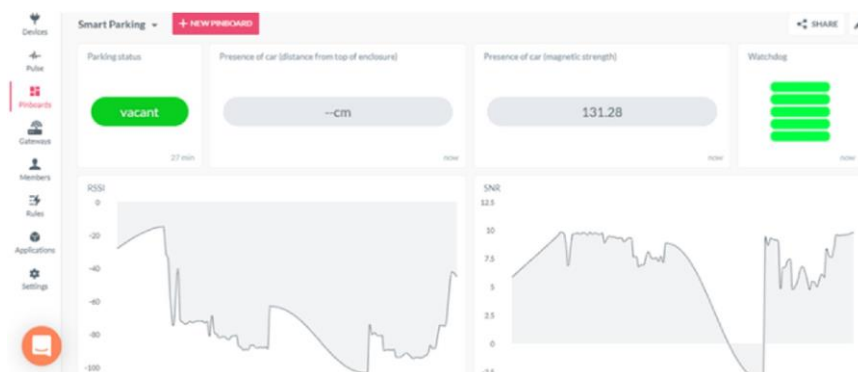 Devices
Pulse
Pinboards
Gateways
Members
Rules
Applications
Settings
Smart Parking
+ NEW PINBOARD
SHARE
Parking status
vacant
27 min
Presence of car (distance from top of enclosure)
--cm
now
Presence of car (magnetic strength)
131.28
now
Watchdog
now
RSSI
0
-20
-40
-60
-80
-100
SNR
12.5
10
7.5
5
2.5
0
-2.5